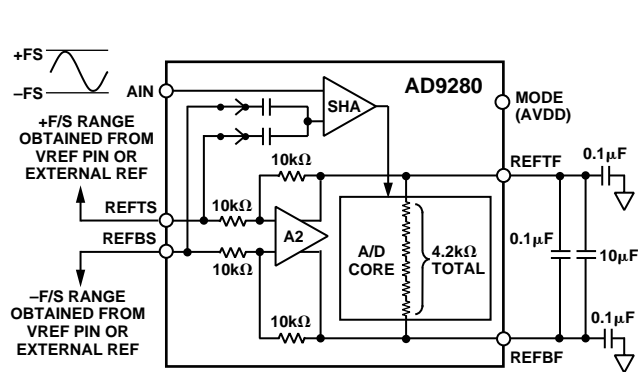 +FS
–FS
AIN
+F/S RANGE
OBTAINED FROM
VREF PIN OR
EXTERNAL REF
REFTS
REFBS
–F/S RANGE
OBTAINED FROM
VREF PIN OR
EXTERNAL REF
SHA
AD9280
MODE
(AVDD)
10kΩ
10kΩ
A2
10kΩ
10kΩ
A/D
CORE
4.2kΩ
TOTAL
REFTF
0.1μF
0.1μF
10μF
0.1μF
REFBF